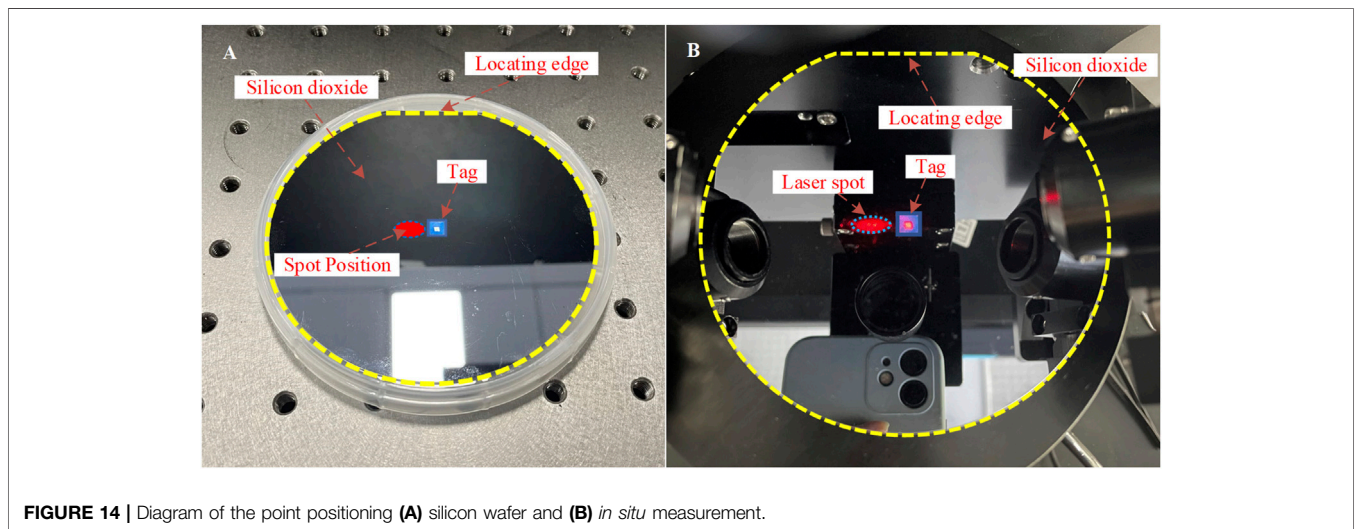 A
Locating edge
Silicon dioxide
Tag
Spot Position
B
Silicon dioxide
Locating edge
Laser spot
Tag
FIGURE 14 | Diagram of the point positioning (A) silicon wafer and (B) in situ measurement.